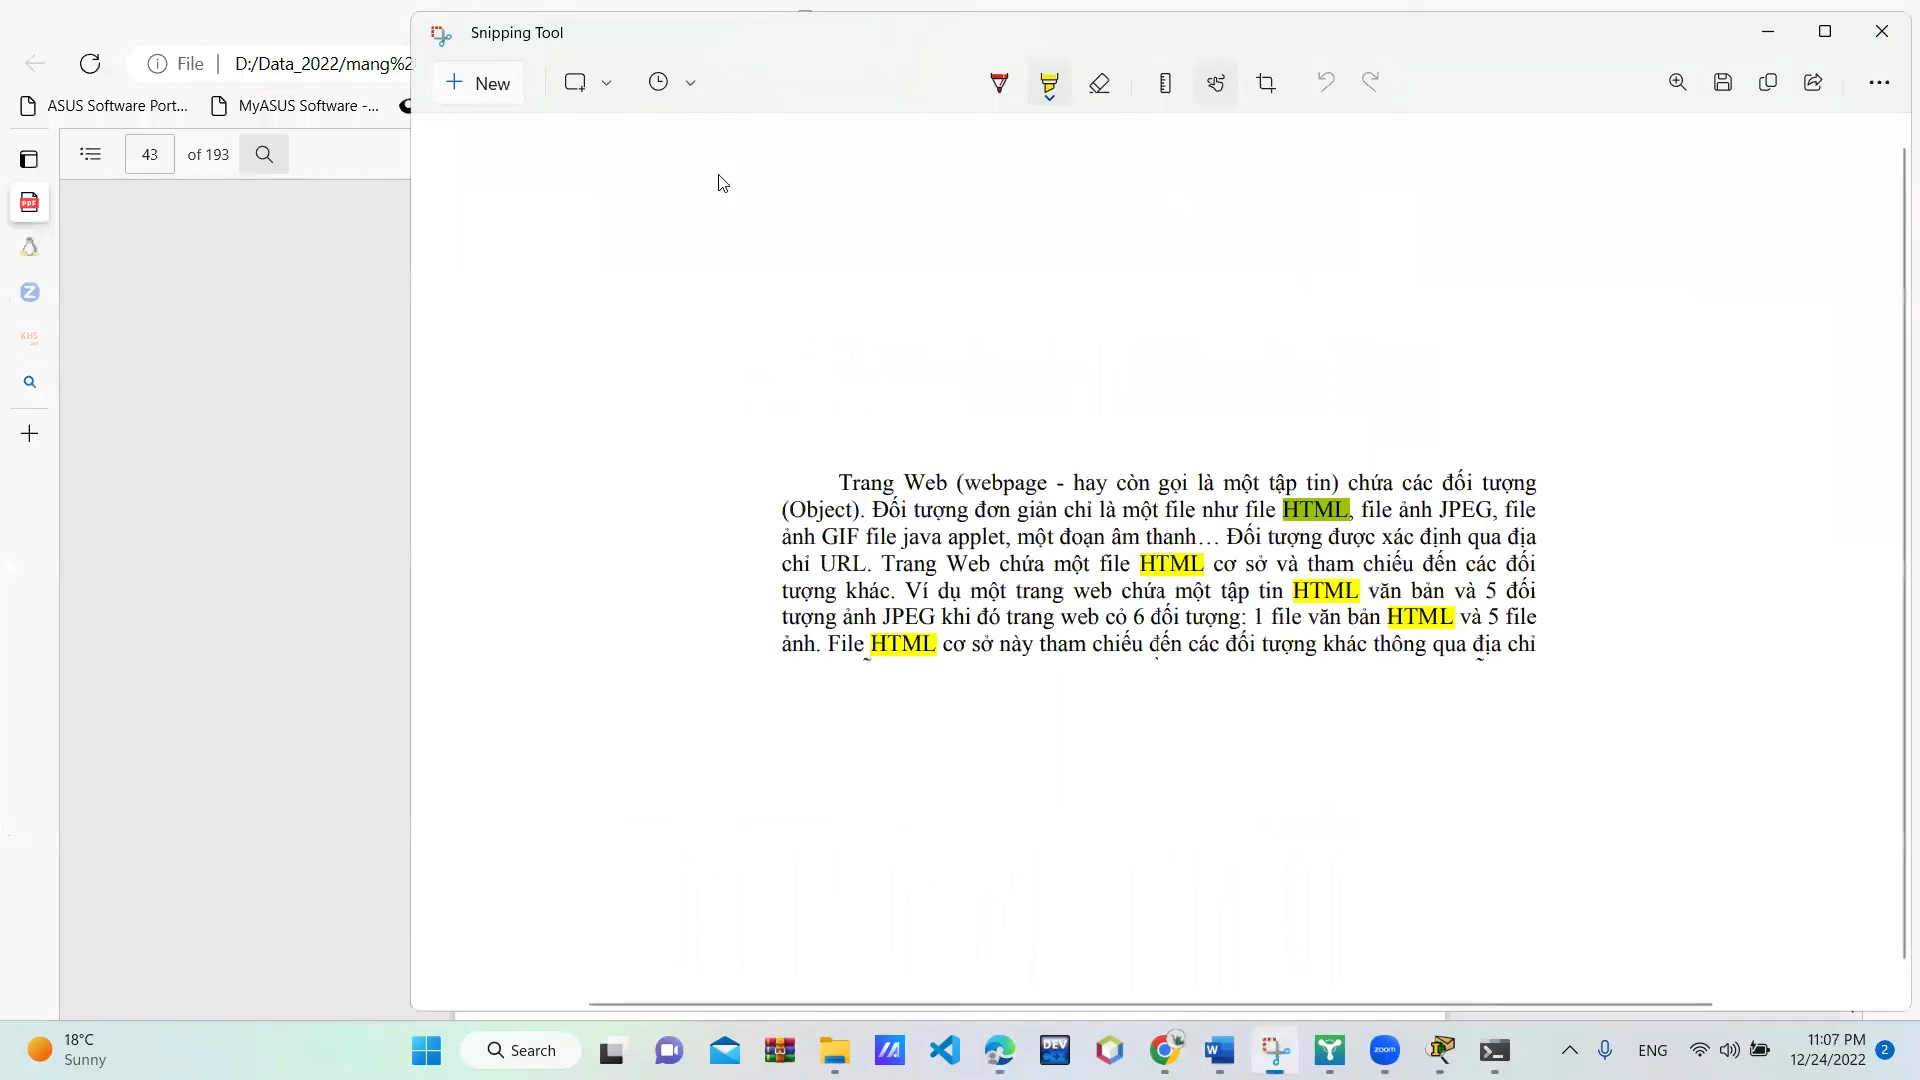 Snipping Tool
File
D:/Data_2022/mang%2
New
ASUS Software Port...
MyASUS Software -...
43
of 193
PDF
Z
KHS
Trang Web (webpage - hay còn gọi là một tập tin) chứa các đối tượng
(Object). Đối tượng đơn giản chỉ là một file như file HTML, file ảnh JPEG, file
ảnh GIF file java applet, một đoạn âm thanh… Đối tượng được xác định qua địa
chỉ URL. Trang Web chứa một file HTML cơ sở và tham chiếu đến các đối
tượng khác. Ví dụ một trang web chứa một tập tin HTML văn bản và 5 đối
tượng ảnh JPEG khi đó trang web cỏ 6 đối tượng: 1 file văn bản HTML và 5 file
ảnh. File HTML cơ sở này tham chiếu đến các đối tượng khác thông qua địa chỉ
18°C
Sunny
Search
DEV
zoom
ENG
11:07 PM
12/24/2022
2